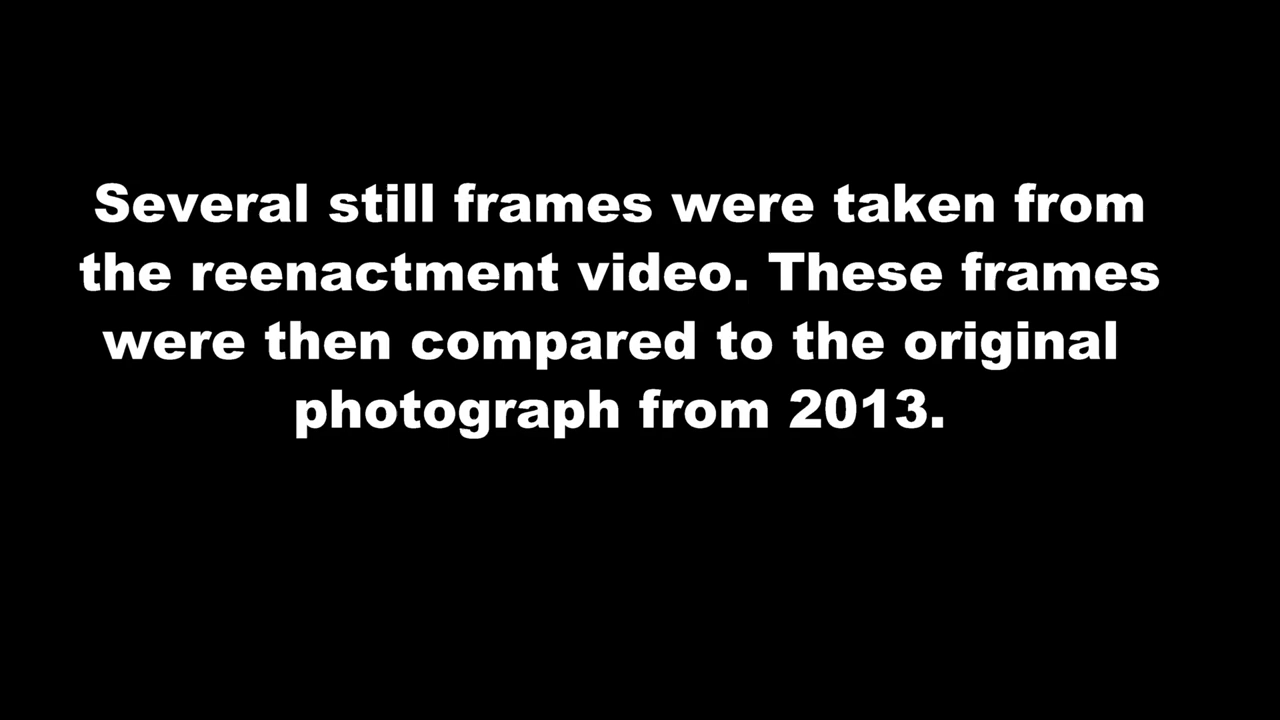 Several still frames were taken from
the reenactment video. These frames
were then compared to the original
photograph from 2013.